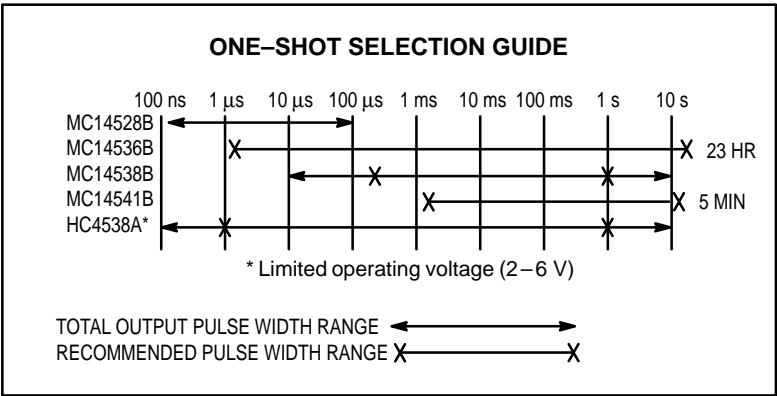 ONE–SHOT SELECTION GUIDE
100 ns 1 µs 10 µs 100 µs 1 ms 10 ms 100 ms 1 s 10 s
MC14528B
MC14536B 23 HR
MC14538B
MC14541B 5 MIN
HC4538A*
* Limited operating voltage (2–6 V)
TOTAL OUTPUT PULSE WIDTH RANGE
RECOMMENDED PULSE WIDTH RANGE